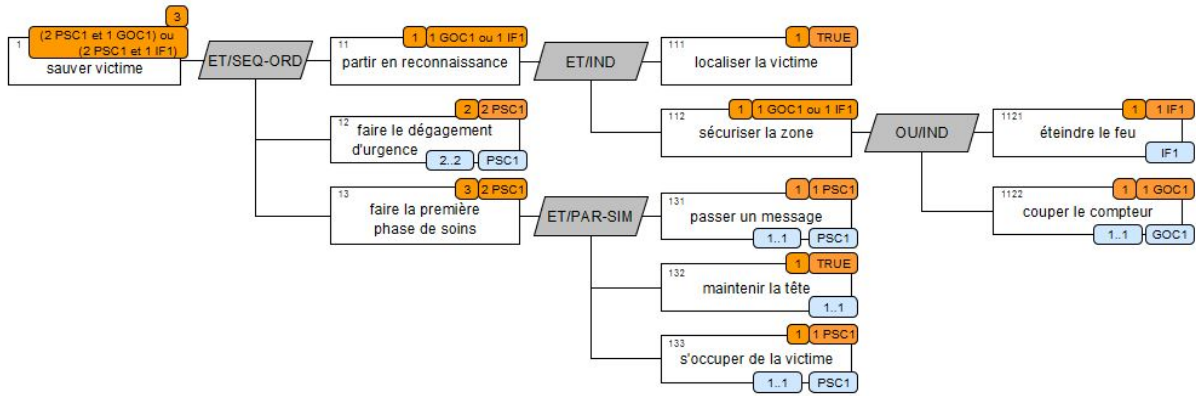 3
(2 PSC1 et 1 GOC1) ou
(2 PSC1 et 1 IF1)
1
sauver victime
ET/SEQ-ORD
1
1 GOC1 ou 1 IF1
11
partir en reconnaissance
ET/IND
1
TRUE
111
localiser la victime
1
1 GOC1 ou 1 IF1
112
sécuriser la zone
OU/IND
1
1 IF1
1121
éteindre le feu
IF1
1
1 GOC1
1122
couper le compteur
1..1
GOC1
2
2 PSC1
12
faire le dégagement
d'urgence
2..2
PSC1
3
2 PSC1
13
faire la première
phase de soins
ET/PAR-SIM
1
1 PSC1
131
passer un message
1..1
PSC1
1
TRUE
132
maintenir la tête
1..1
1
1 PSC1
133
s'occuper de la victime
1..1
PSC1